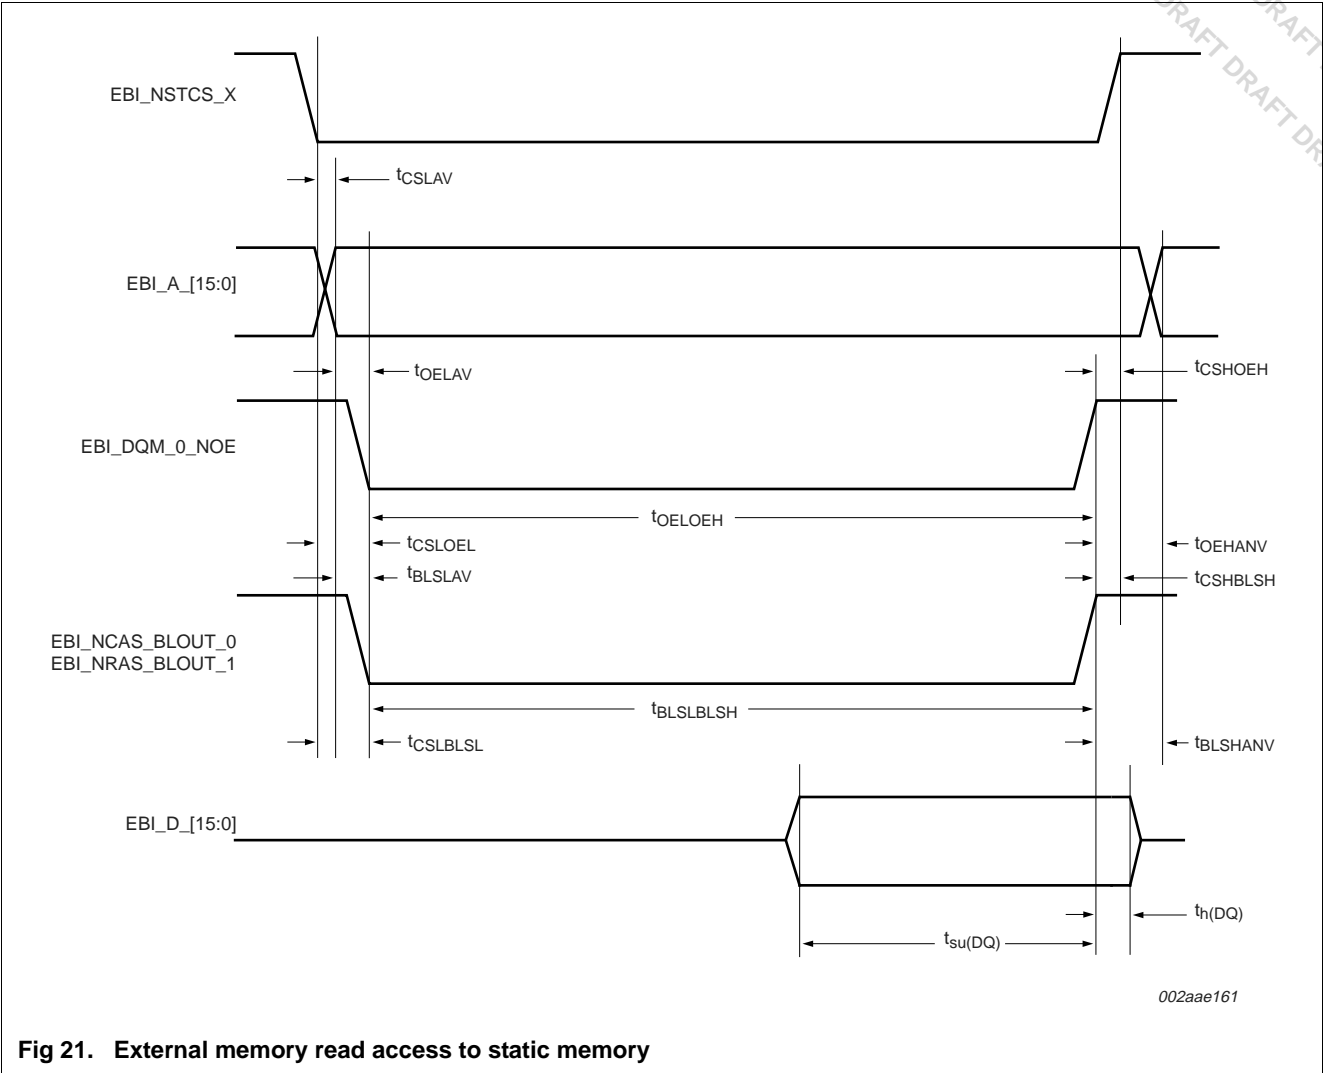 DRAFT DRAFT DR
DRAFT
EBI_NSTCS_X
tCSLAV
EBI_A_[15:0]
tOELAV
tCSHOEH
EBI_DQM_0_NOE
tOELOEH
tCSLOEL
tOEHANV
tBLSLAV
tCSHBLSH
EBI_NCAS_BLOUT_0
EBI_NRAS_BLOUT_1
tBLSLBLSH
tCSLBLSL
tBLSHANV
EBI_D_[15:0]
th(DQ)
tsu(DQ)
002aae161
Fig 21. External memory read access to static memory